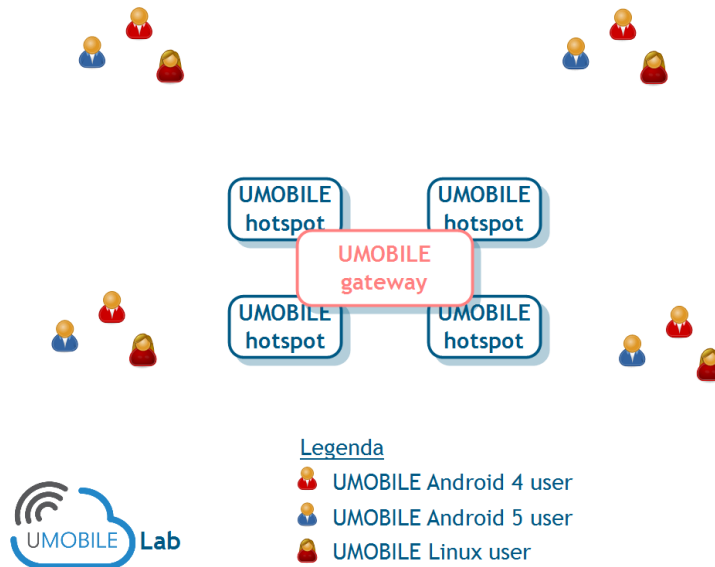 UMOBILE
hotspot
UMOBILE
hotspot
UMOBILE
gateway
UMOBILE
hotspot
UMOBILE
hotspot
Legenda
UMOBILE Android 4 user
UMOBILE Android 5 user
UMOBILE Linux user
UMOBILE Lab